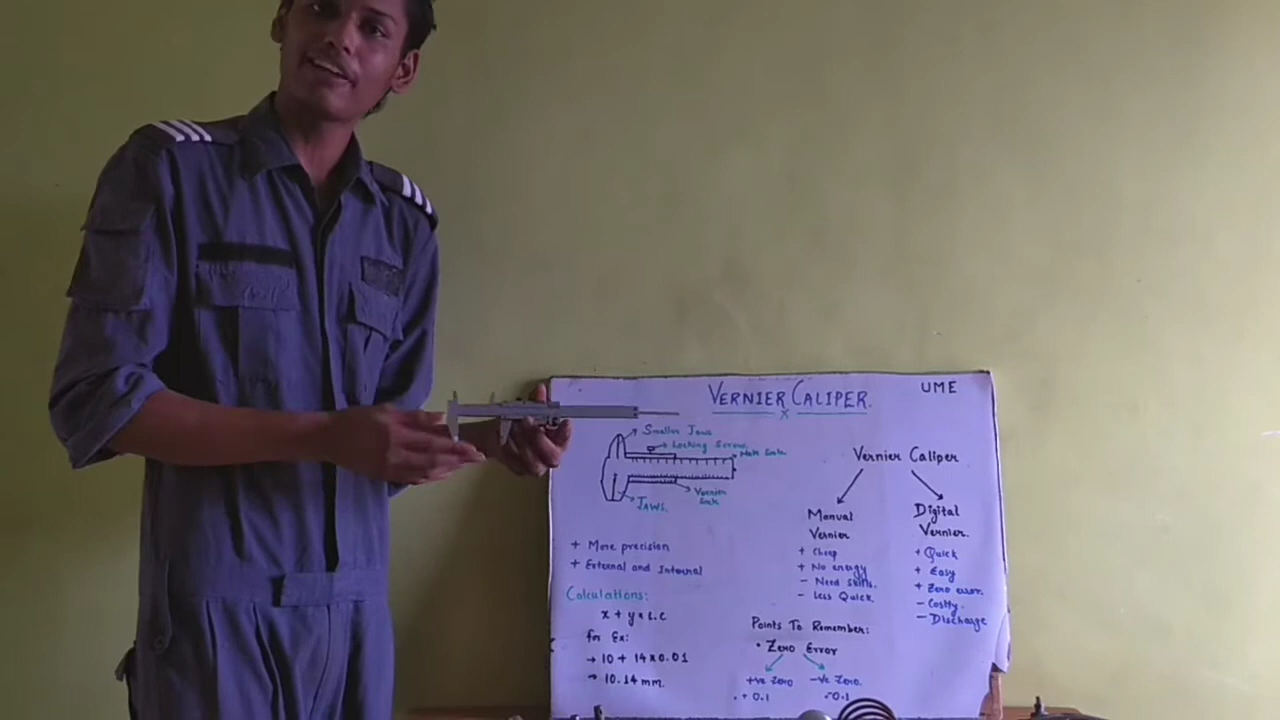 VERNIER CALIPER.
UME
Smaller Jaws
Locking Screw.
Main Scale
Vernier
Scale
JAWS.
+ More precision
+ External and Internal
Calculations:
x + y × L.C
for Ex:
→ 10 + 14 × 0.01
→ 10.14 mm.
Vernier Caliper
Manual
Vernier
+ Cheap
+ No energy
- Need skills.
- Less Quick.
Digital
Vernier.
+ Quick
+ Easy
+ Zero error.
- Costly.
- Discharge
Points To Remember:
• Zero Error
+ve Zero
• +0.1
-ve Zero.
-0.1